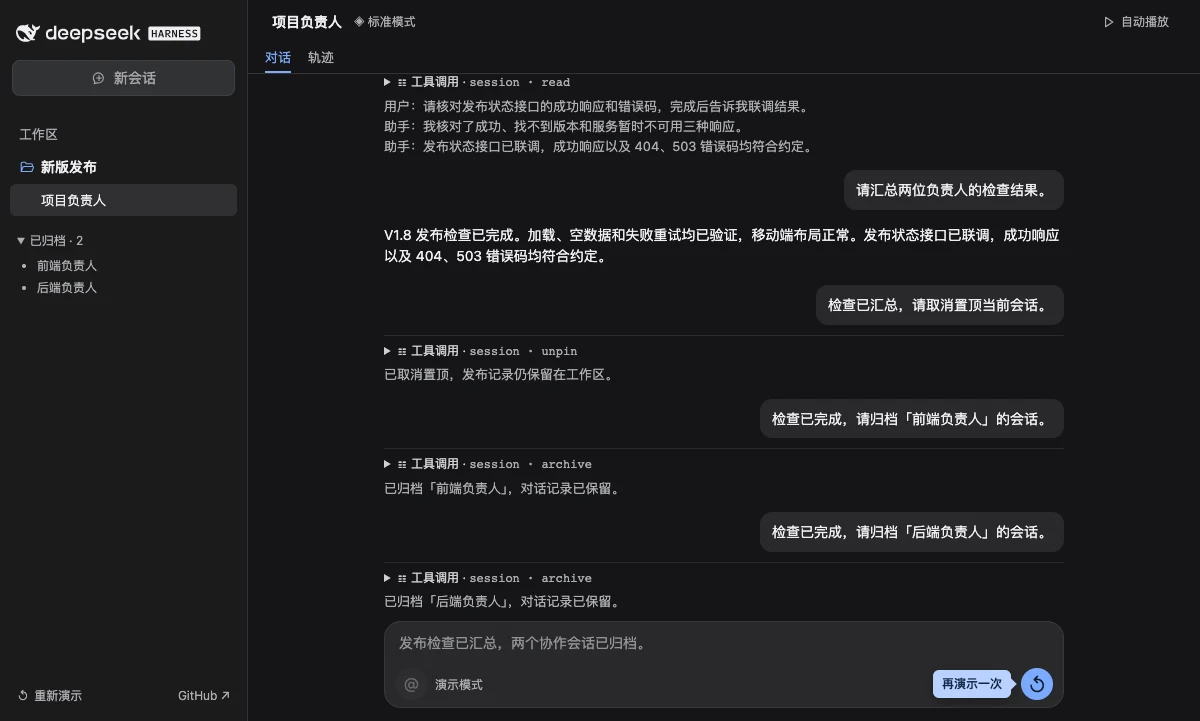 deepseek HARNESS
新会话
工作区
新版发布
项目负责人
已归档 · 2
前端负责人
后端负责人
重新演示
GitHub
项目负责人 标准模式
自动播放
对话 轨迹
工具调用 · session · read
用户：请核对发布状态接口的成功响应和错误码，完成后告诉我联调结果。
助手：我核对了成功、找不到版本和服务暂时不可用三种响应。
助手：发布状态接口已联调，成功响应以及 404、503 错误码均符合约定。
请汇总两位负责人的检查结果。
V1.8 发布检查已完成。加载、空数据和失败重试均已验证，移动端布局正常。发布状态接口已联调，成功响应
以及 404、503 错误码均符合约定。
检查已汇总，请取消置顶当前会话。
工具调用 · session · unpin
已取消置顶，发布记录仍保留在工作区。
检查已完成，请归档「前端负责人」的会话。
工具调用 · session · archive
已归档「前端负责人」，对话记录已保留。
检查已完成，请归档「后端负责人」的会话。
工具调用 · session · archive
已归档「后端负责人」，对话记录已保留。
发布检查已汇总，两个协作会话已归档。
@ 演示模式
再演示一次